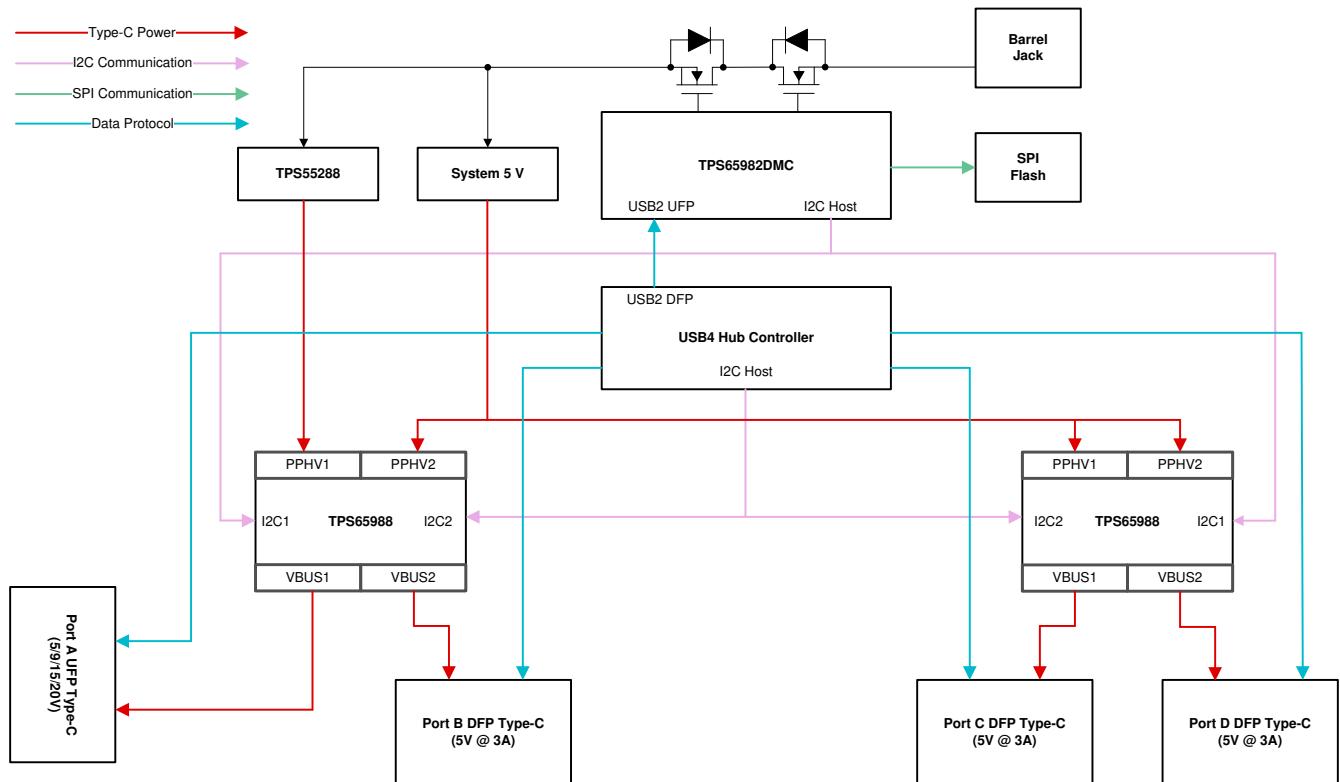 Type-C Power
I2C Communication
SPI Communication
Data Protocol
Barrel
Jack
TPS55288
System 5 V
TPS65982DMC
USB2 UFP
I2C Host
SPI
Flash
USB2 DFP
USB4 Hub Controller
I2C Host
PPHV1
PPHV2
I2C1
TPS65988
I2C2
VBUS1
VBUS2
PPHV1
PPHV2
I2C2
TPS65988
I2C1
VBUS1
VBUS2
Port A UFP Type-C
(5/9/15/20V)
Port B DFP Type-C
(5V @ 3A)
Port C DFP Type-C
(5V @ 3A)
Port D DFP Type-C
(5V @ 3A)